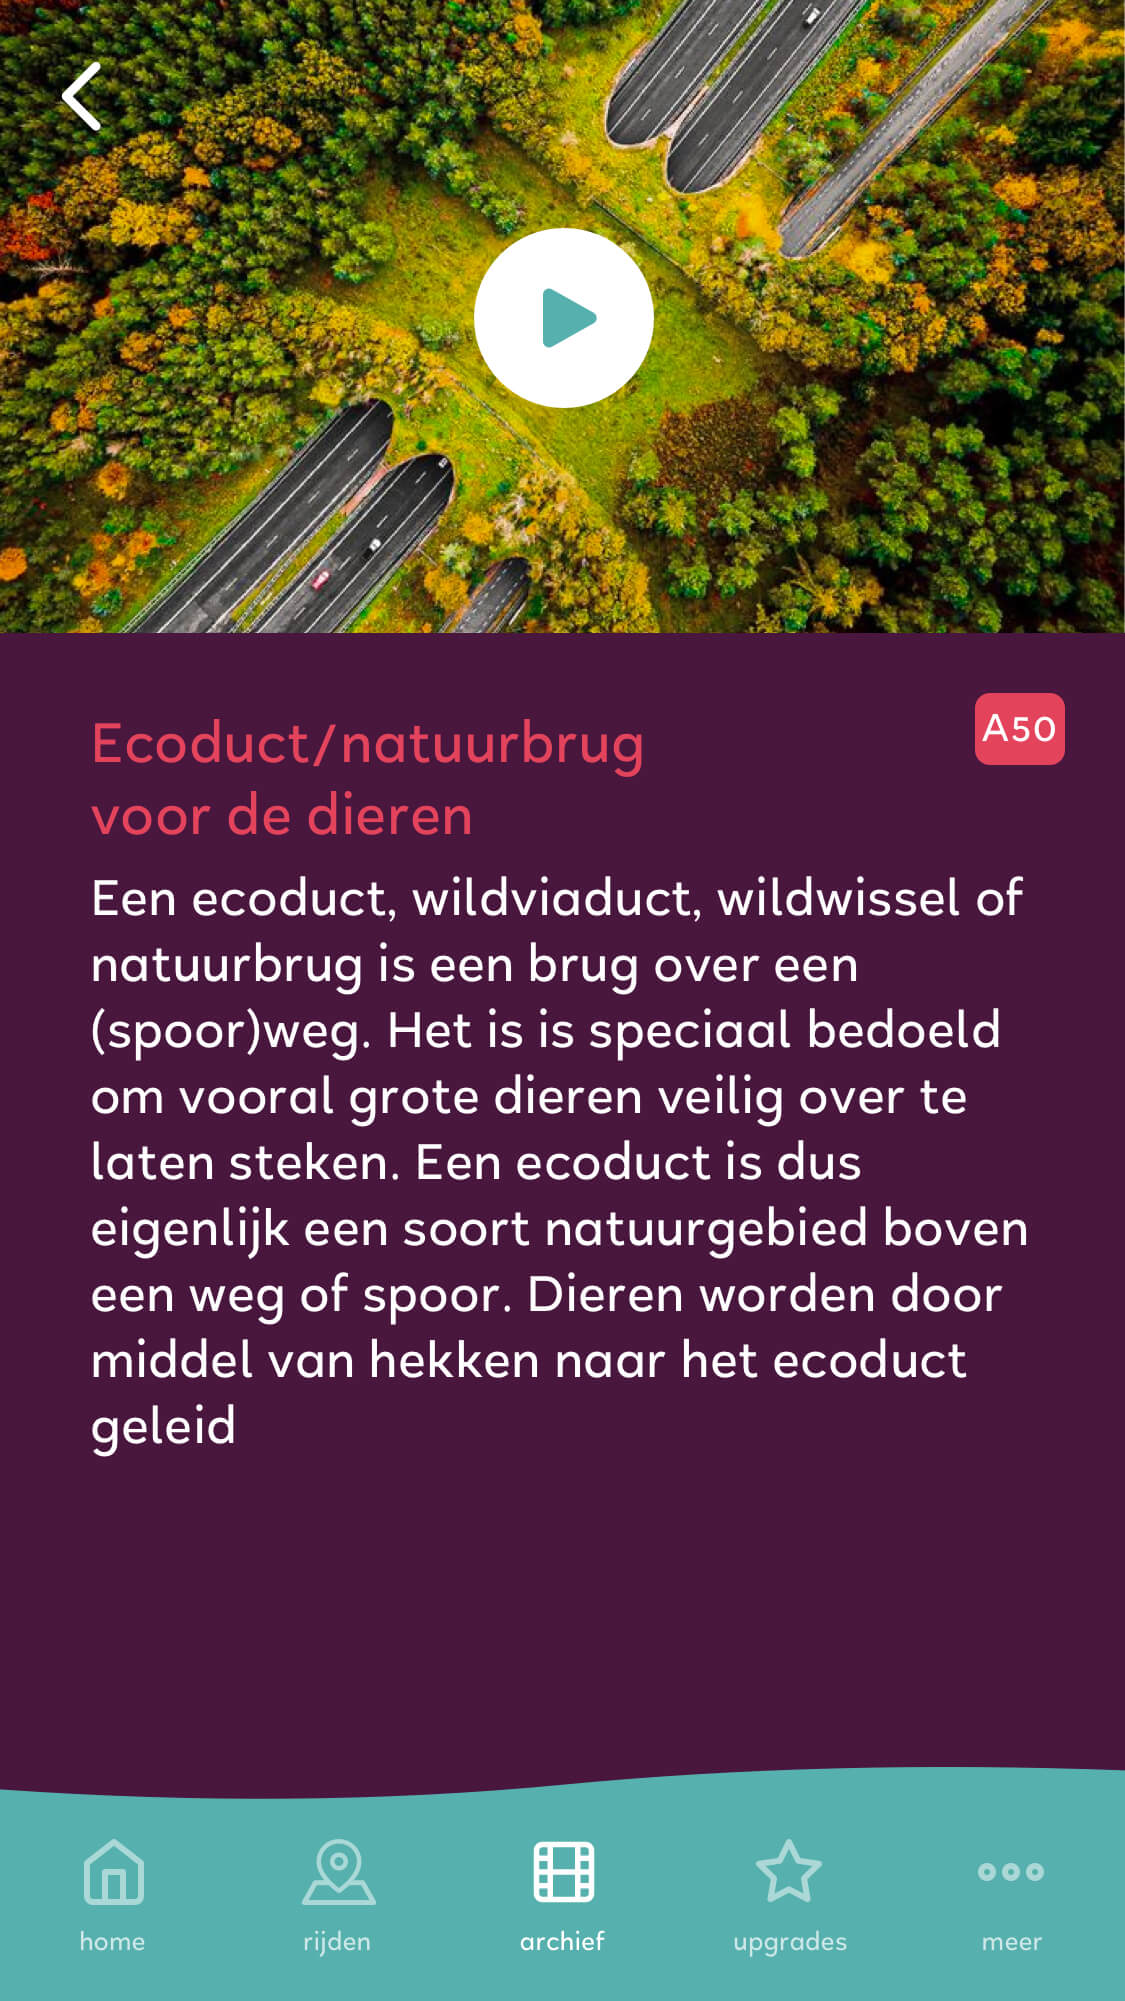 Ecoduct/natuurbrug
voor de dieren
A50
Een ecoduct, wildviaduct, wildwissel of
natuurbrug is een brug over een
(spoor)weg. Het is is speciaal bedoeld
om vooral grote dieren veilig over te
laten steken. Een ecoduct is dus
eigenlijk een soort natuurgebied boven
een weg of spoor. Dieren worden door
middel van hekken naar het ecoduct
geleid
home
rijden
archief
upgrades
meer